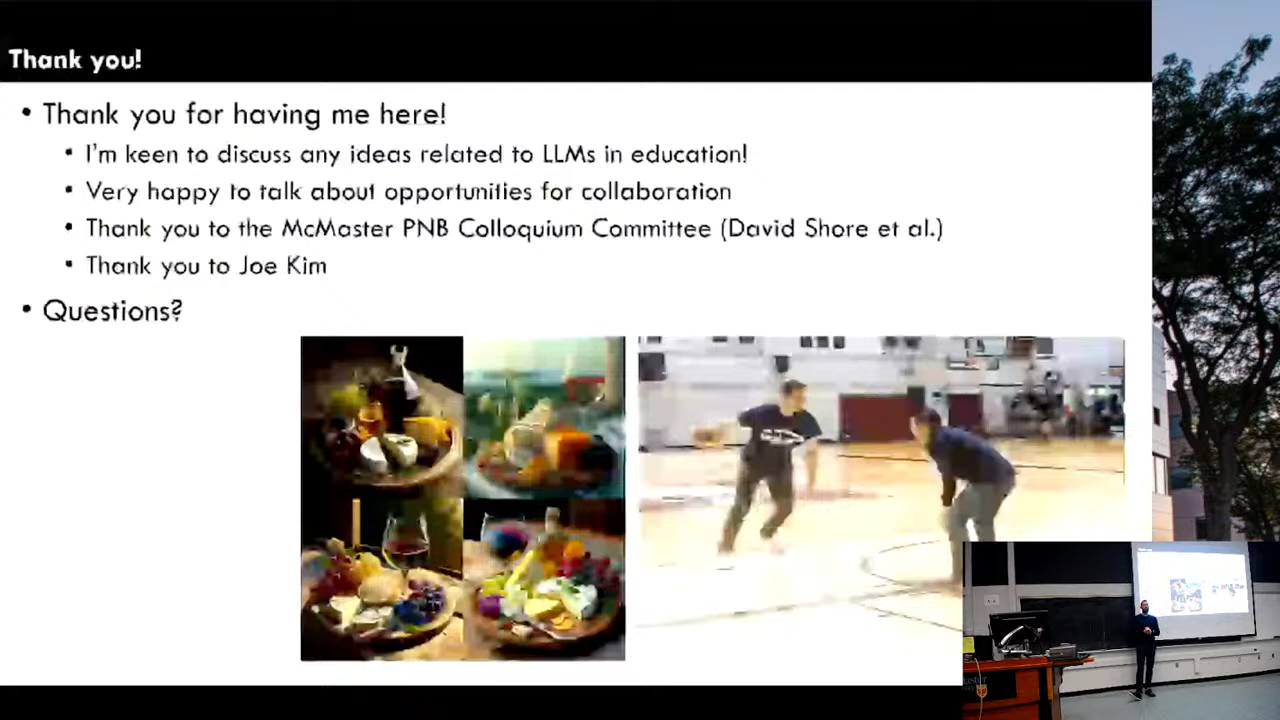 Thank you!
• Thank you for having me here!
• I'm keen to discuss any ideas related to LLMs in education!
• Very happy to talk about opportunities for collaboration
• Thank you to the McMaster PNB Colloquium Committee (David Shore et al.)
• Thank you to Joe Kim
• Questions?